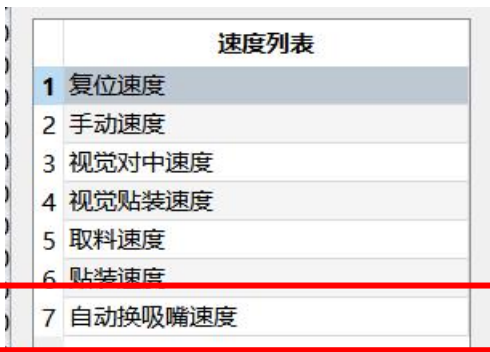 速度列表
1 复位速度
2 手动速度
3 视觉对中速度
4 视觉贴装速度
5 取料速度
6 贴装速度
7 自动换吸嘴速度